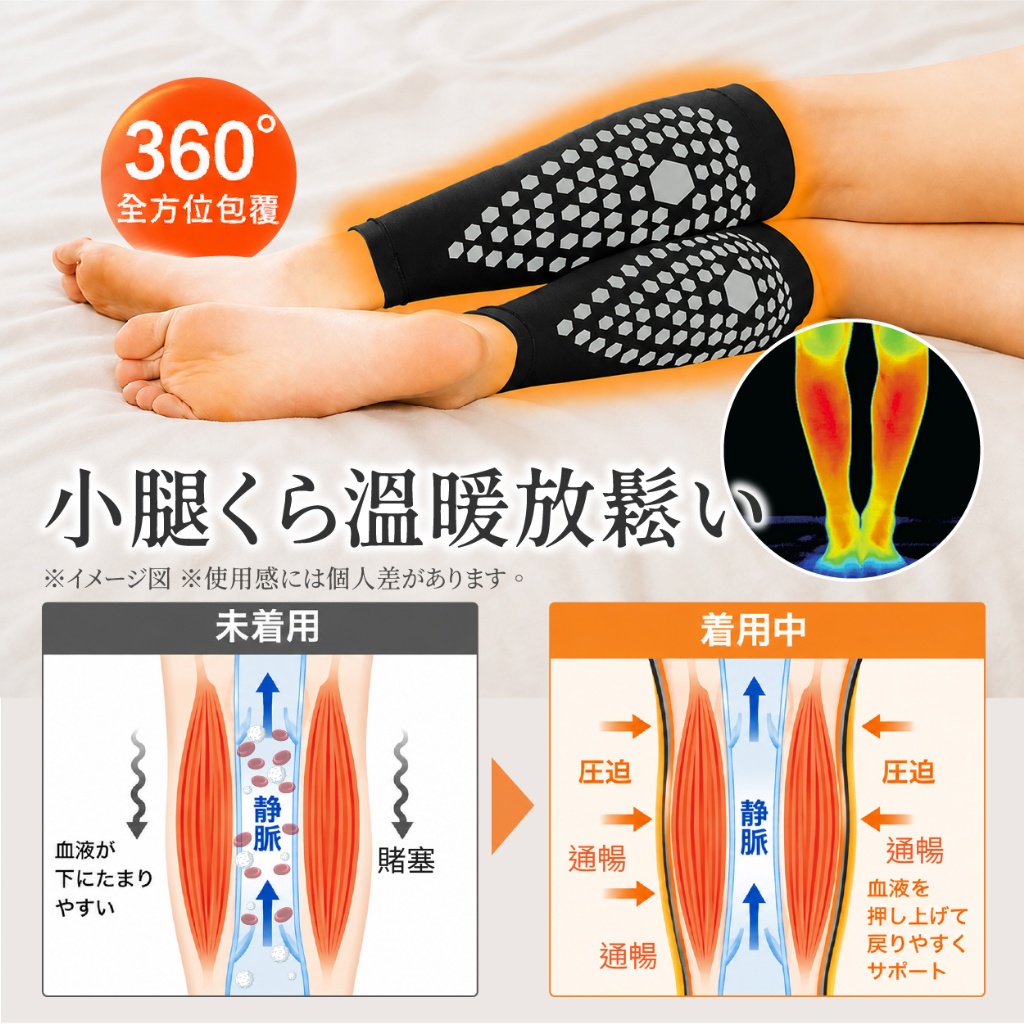 360°
全方位包覆
小腿くら溫暖放鬆い
※イメージ図 ※使用感には個人差があります。
未着用
静脈
血液が
下にたまり
やすい
賭塞
着用中
圧迫
圧迫
静脈
通暢
通暢
通暢
血液を
押し上げて
戻りやすく
サポート